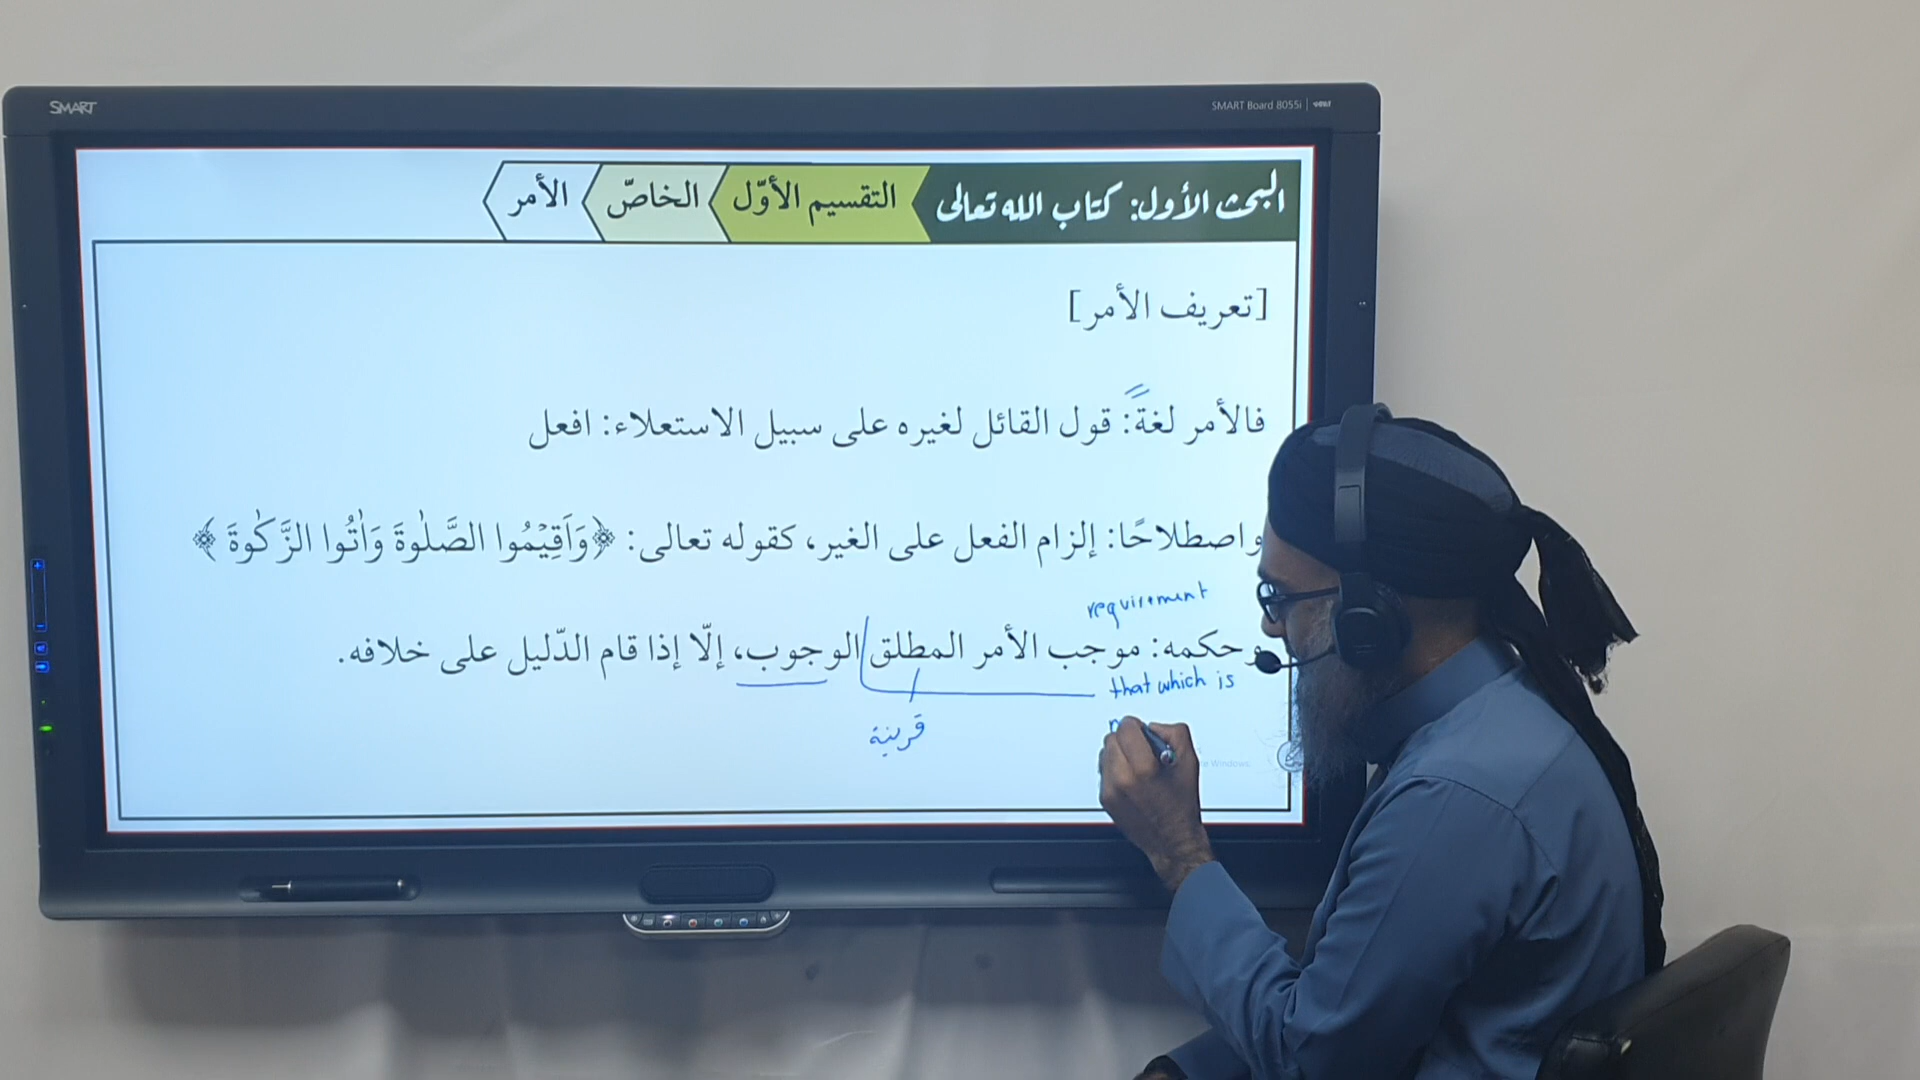 SMART
SMART Board 8055i
البحث الأول: كتاب الله تعالى
التقسيم الأوّل
الخاصّ
الأمر
[تعريف الأمر]
فالأمر لغةً: قول القائل لغيره على سبيل الاستعلاء: افعل
واصطلاحًا: إلزام الفعل على الغير، كقوله تعالى: ﴿وَاَقِيْمُوا الصَّلٰوةَ وَاٰتُوا الزَّكٰوةَ﴾
requirement
وحكمه: موجب الأمر المطلق الوجوب، إلّا إذا قام الدّليل على خلافه.
that which is
قرينة
Windows.